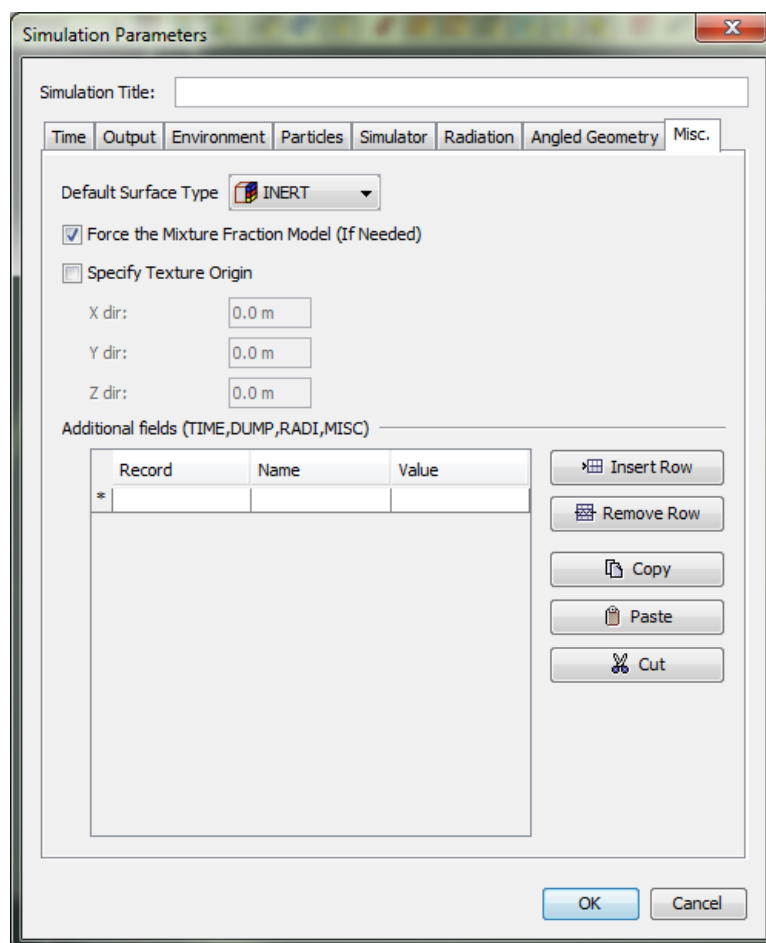 Simulation Parameters
Simulation Title:
Time Output Environment Particles Simulator Radiation Angled Geometry Misc.
Default Surface Type INERT
Force the Mixture Fraction Model (If Needed)
Specify Texture Origin
X dir: 0.0 m
Y dir: 0.0 m
Z dir: 0.0 m
Additional fields (TIME,DUMP,RADI,MISC)
Record Name Value
*
Insert Row
Remove Row
Copy
Paste
Cut
OK Cancel